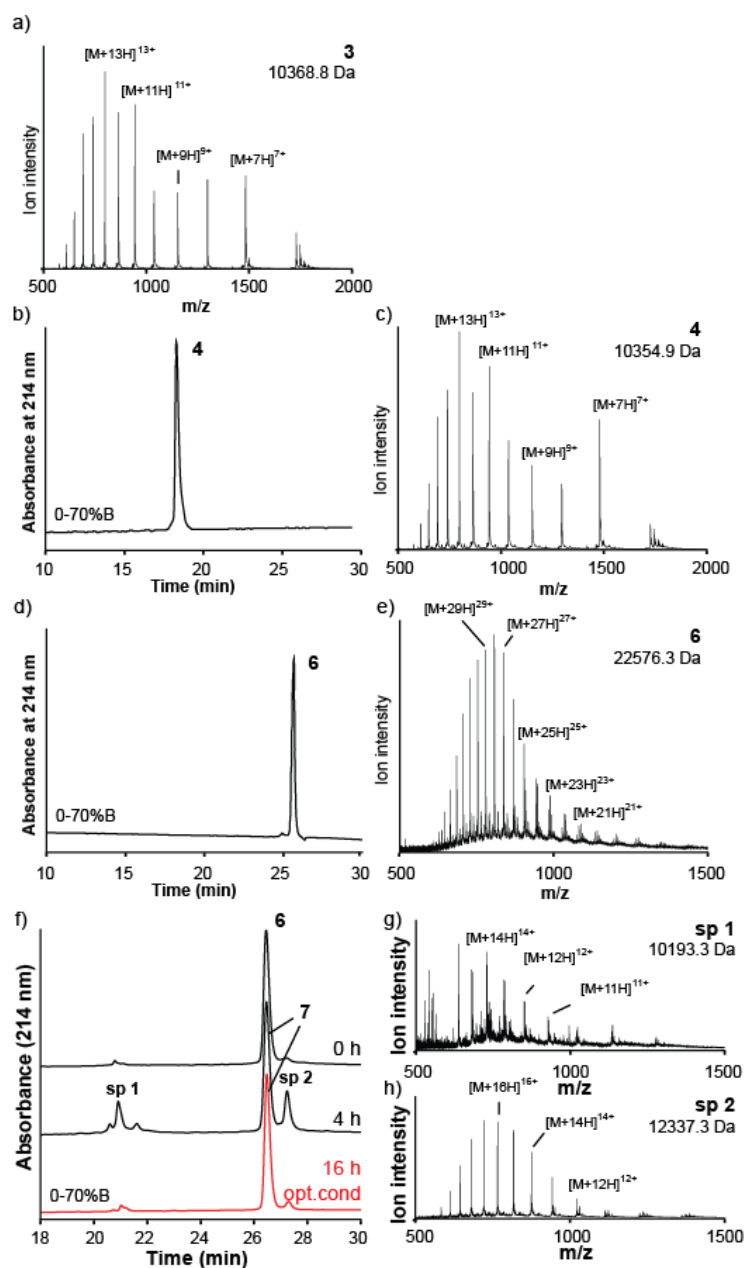 a)
[M+13H] 13+
3
10368.8 Da
[M+11H] 11+
[M+9H]9+
[M+7H]7+
Ion intensity
500 1000 1500 2000
m/z
b)
4
Absorbance at 214 nm
0-70%B
10 15 20 25 30
Time (min)
c)
[M+13H] 13+
4
10354.9 Da
[M+11H] 11+
[M+7H]7+
[M+9H]9+
Ion intensity
500 1000 1500 2000
m/z
d)
6
Absorbance at 214 nm
0-70%B
10 15 20 25 30
Time (min)
e)
[M+29H]29+
[M+27H]27+
6
22576.3 Da
[M+25H]25+
[M+23H]23+
[M+21H]21+
Ion intensity
500 1000 1500
m/z
f)
6
7
0 h
sp 1
sp 2
4 h
16 h
opt.cond
0-70%B
Absorbance (214 nm)
18 20 22 24 26 28 30
Time (min)
g)
sp 1
[M+14H]14+
10193.3 Da
[M+12H]12+
[M+11H]11+
Ion intensity
500 1000 1500
m/z
h)
sp 2
[M+16H]16+
12337.3 Da
[M+14H]14+
[M+12H]12+
Ion intensity
500 1000 1500
m/z